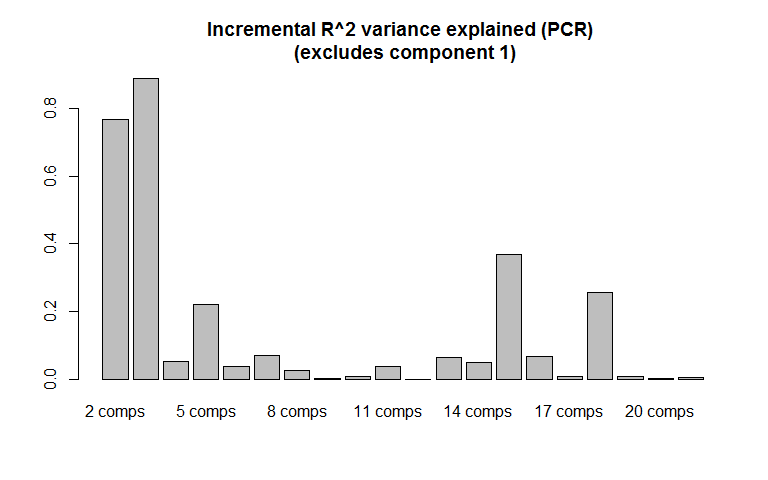 Incremental R^2 variance explained (PCR)
(excludes component 1)
0.8
0.6
0.4
0.2
0.0
2 comps 5 comps 8 comps 11 comps 14 comps 17 comps 20 comps